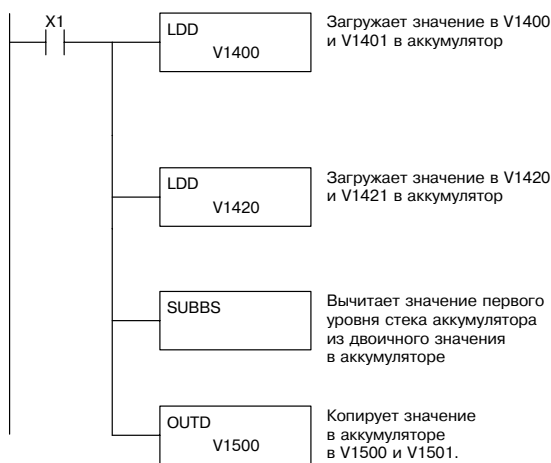 X1
LDD
V1400
Загружает значение в V1400
и V1401 в аккумулятор
LDD
V1420
Загружает значение в V1420
и V1421 в аккумулятор
SUBBS
Вычитает значение первого
уровня стека аккумулятора
из двоичного значения
в аккумуляторе
OUTD
V1500
Копирует значение
в аккумуляторе
в V1500 и V1501.